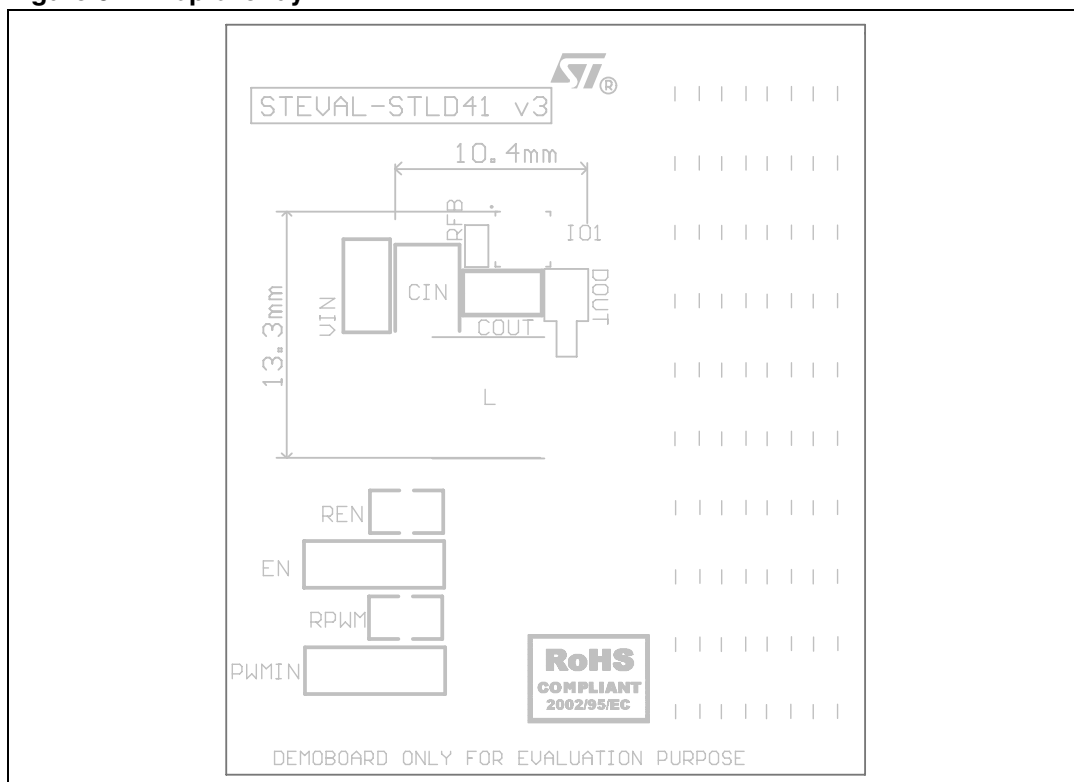 ST®
STEVAL-STLD41 v3
10.4mm
RFB
IO1
13.3mm
VIN
CIN
COUT
DOUT
L
REN
EN
RPWM
PWMIN
RoHS
COMPLIANT
2002/95/EC
DEMOBOARD ONLY FOR EVALUATION PURPOSE